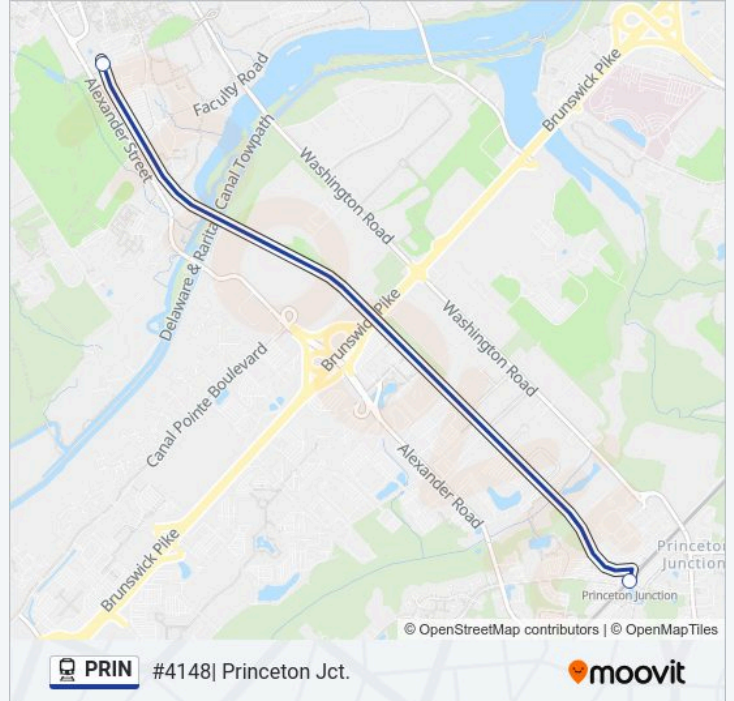 Faculty Road
Alexander Street
Brunswick Pike
Delaware & Raritan Canal Towpath
Washington Road
Brunswick Pike
Washington Road
Canal Pointe Boulevard
Alexander Road
Brunswick Pike
Princeton
Junction
Princeton Junction
© OpenStreetMap contributors | © OpenMapTiles
PRIN #4148| Princeton Jct.
moovit